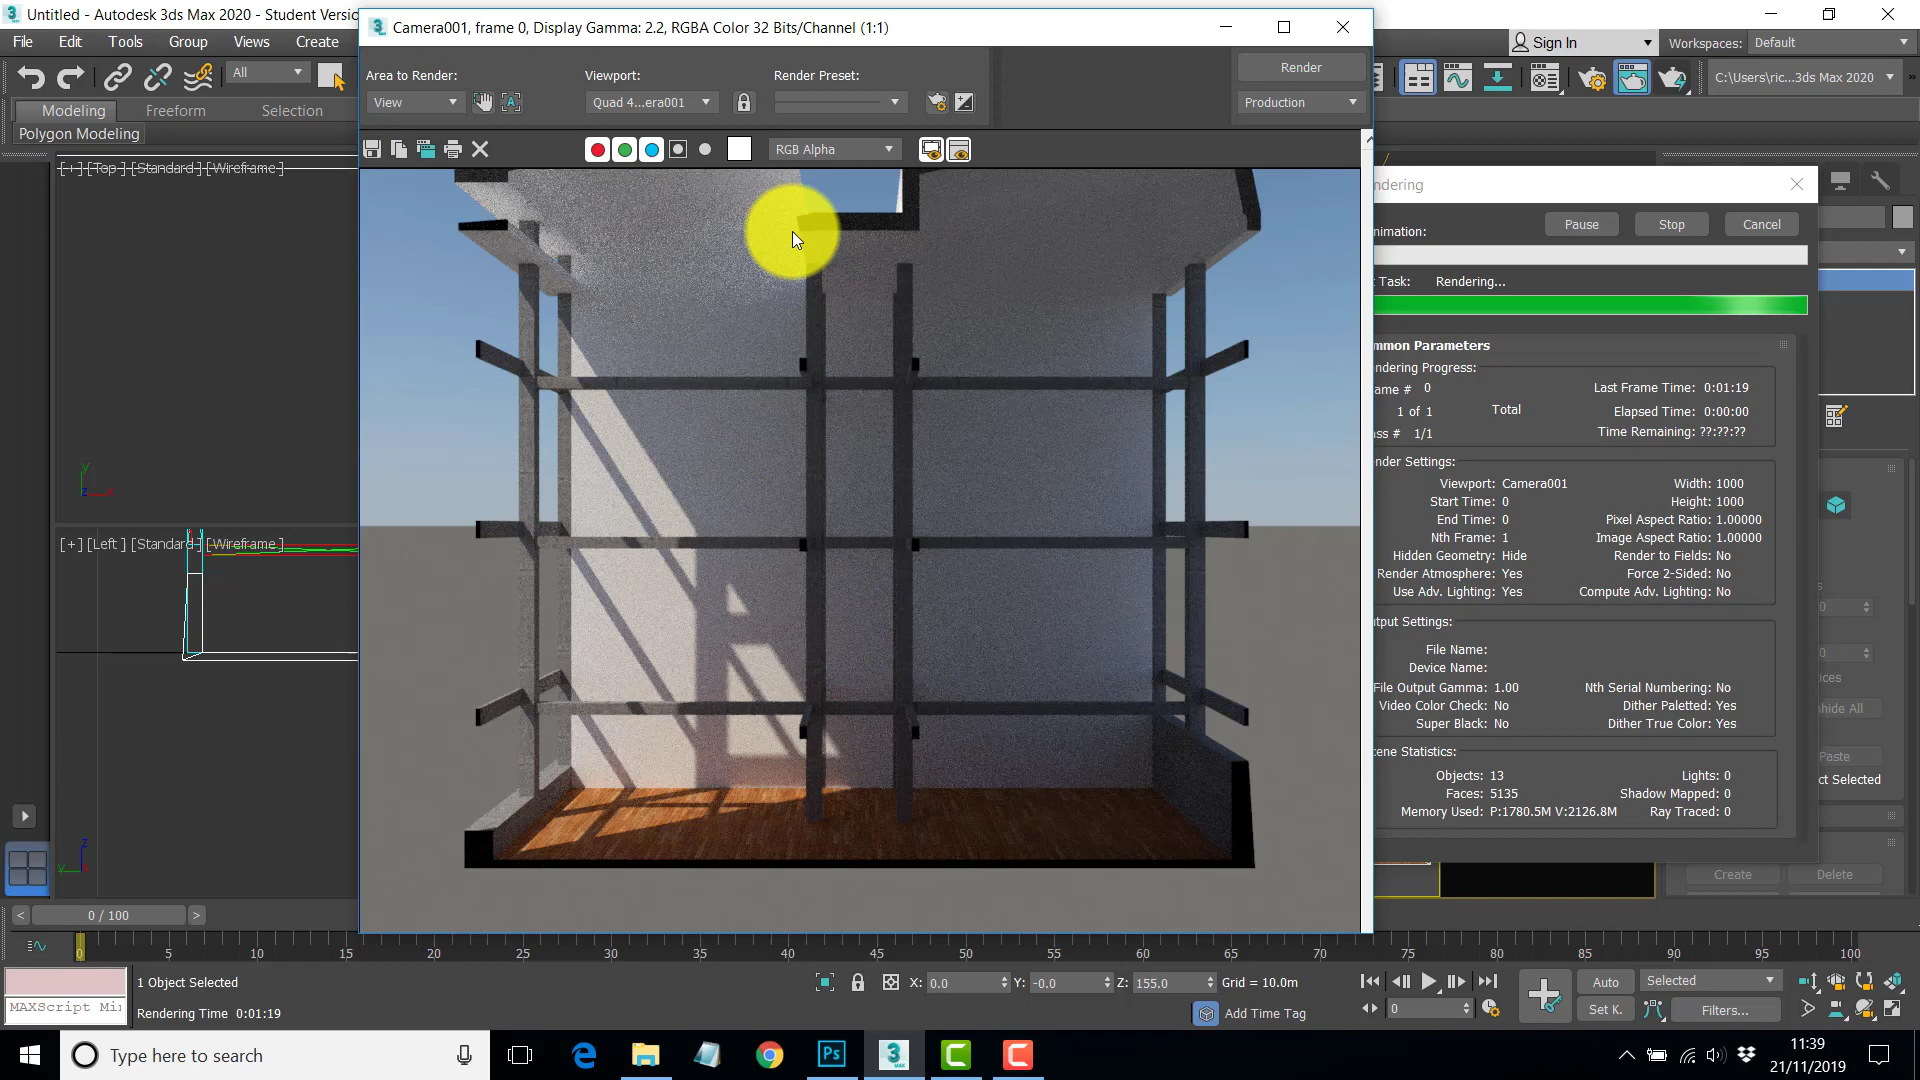 Untitled - Autodesk 3ds Max 2020 - Student Versio
File Edit Tools Group Views Create
All
Modeling Freeform Selection
Polygon Modeling
[+] [Top ] [Standard ] [Wireframe ]
y
z x
[+] [Left ] [Standard ] [Wireframe ]
z
y
Camera001, frame 0, Display Gamma: 2.2, RGBA Color 32 Bits/Channel (1:1)
Area to Render:
View
Viewport:
Quad 4...era001
Render Preset:
Render
Production
RGB Alpha
Sign In
Workspaces: Default
C:\Users\ric...3ds Max 2020
ndering
nimation:
Pause Stop Cancel
t Task: Rendering...
mmon Parameters
endering Progress:
ame # 0
1 of 1 Total
ass # 1/1
Last Frame Time: 0:01:19
Elapsed Time: 0:00:00
Time Remaining: ??:??:??
ender Settings:
Viewport: Camera001 Width: 1000
Start Time: 0 Height: 1000
End Time: 0 Pixel Aspect Ratio: 1.00000
Nth Frame: 1 Image Aspect Ratio: 1.00000
Hidden Geometry: Hide Render to Fields: No
Render Atmosphere: Yes Force 2-Sided: No
Use Adv. Lighting: Yes Compute Adv. Lighting: No
utput Settings:
File Name:
Device Name:
File Output Gamma: 1.00 Nth Serial Numbering: No
Video Color Check: No Dither Paletted: Yes
Super Black: No Dither True Color: Yes
cene Statistics:
Objects: 13 Lights: 0
Faces: 5135 Shadow Mapped: 0
Memory Used: P:1780.5M V:2126.8M Ray Traced: 0
0
0
tices
hide All
Paste
ct Selected
Create Delete
< 0 / 100 >
0 5 10 15 20 25 30 35 40 45 50 55 60 65 70 75 80 85 90 95 100
1 Object Selected
MAXScript Mi
Rendering Time 0:01:19
X: 0.0 Y: -0.0 Z: 155.0 Grid = 10.0m
Add Time Tag
0
Auto Selected
Set K. Filters...
Type here to search
Ps
3
MAX
11:39
21/11/2019